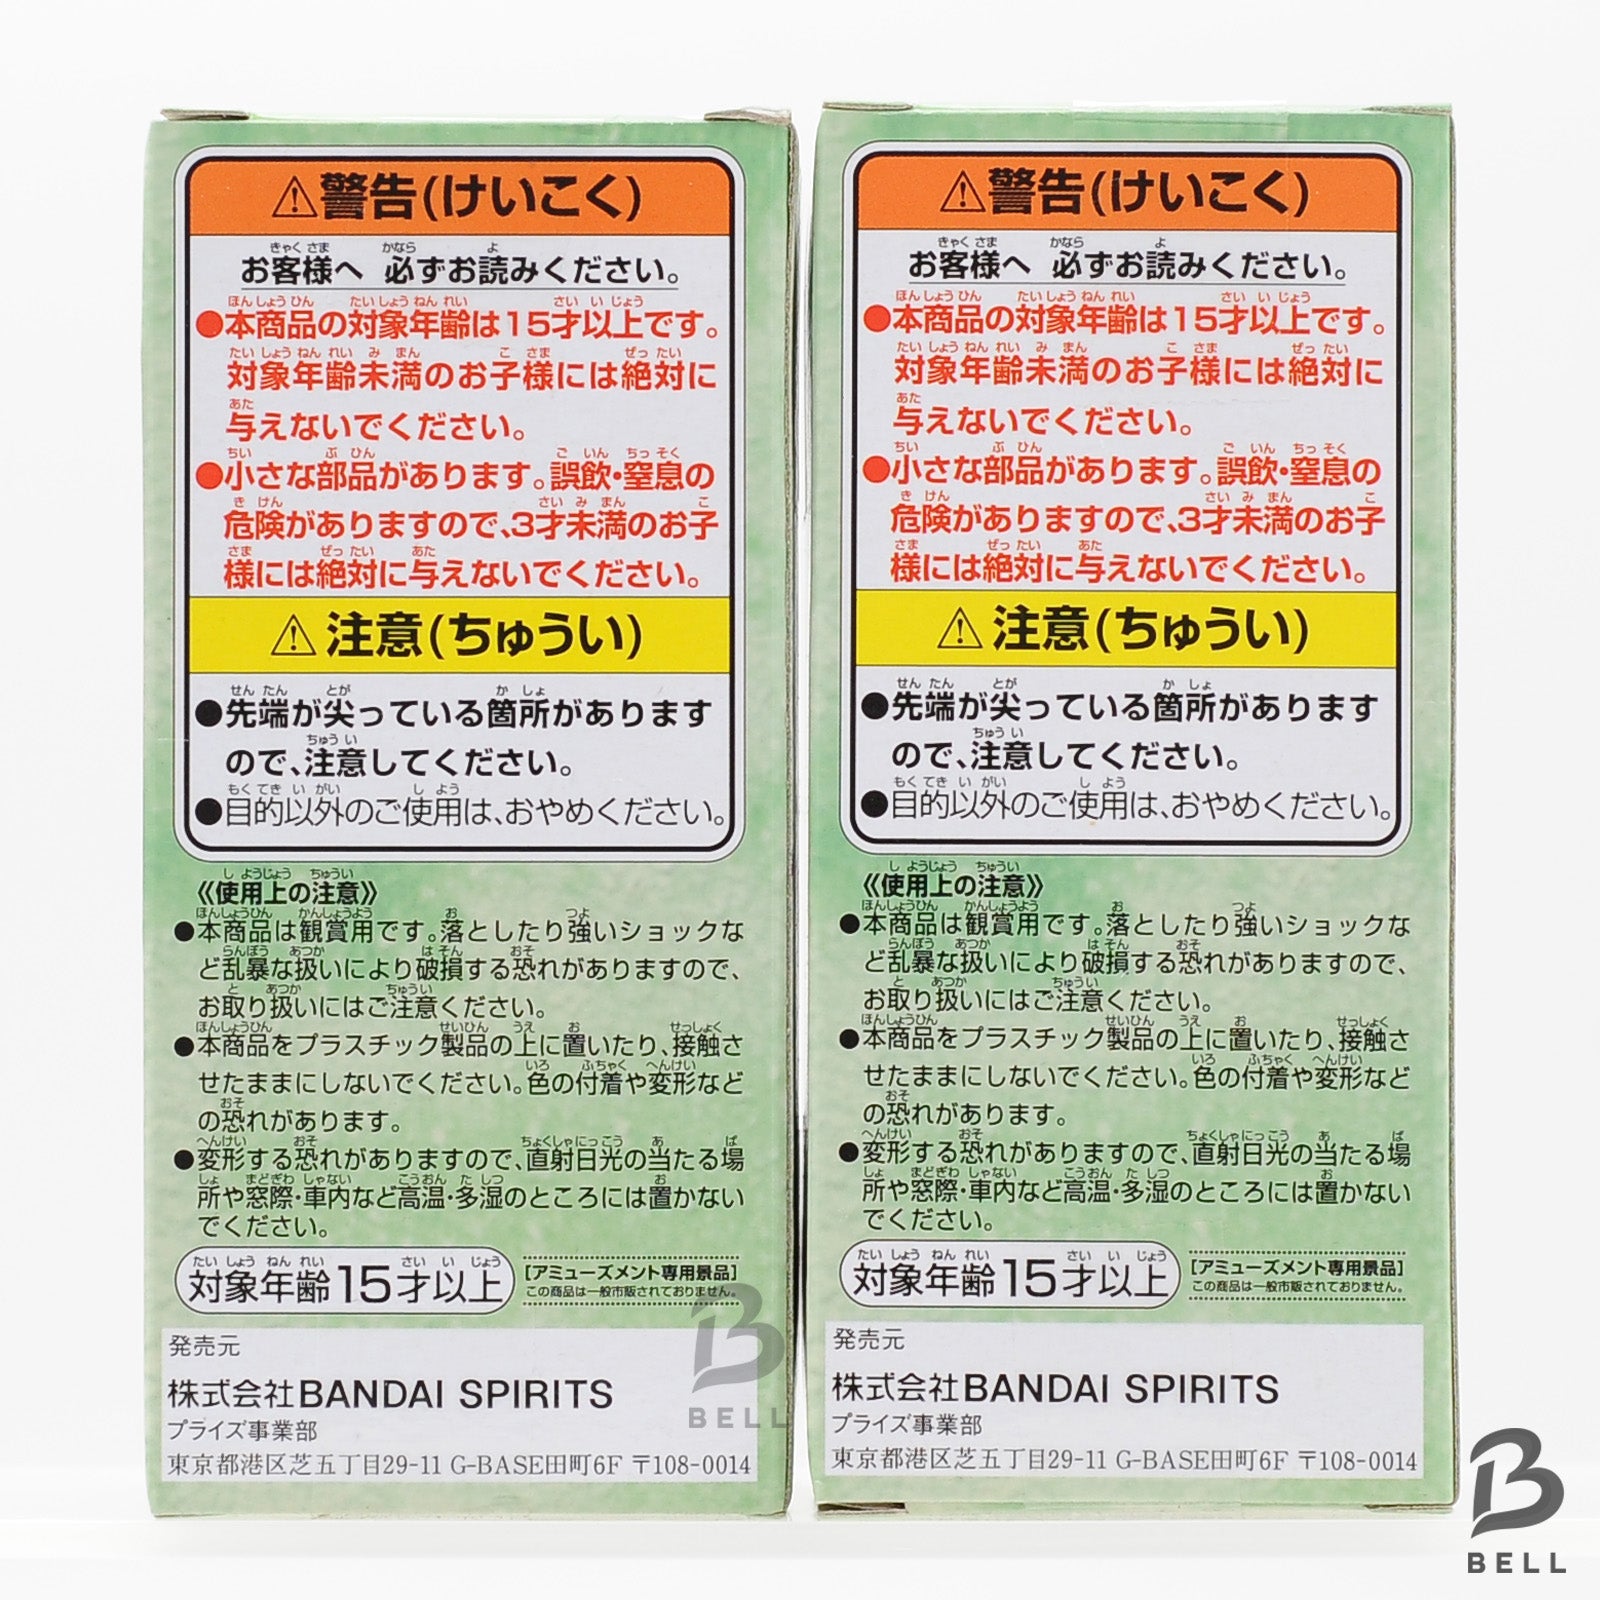 ⚠警告(けいこく)
お客様へ 必ずお読みください。
●本商品の対象年齢は15才以上です。
対象年齢未満のお子様には絶対に
与えないでください。
●小さな部品があります。誤飲・窒息の
危険がありますので、3才未満のお子
様には絶対に与えないでください。
⚠注意(ちゅうい)
●先端が尖っている箇所があります
ので、注意してください。
●目的以外のご使用は、おやめください。
《使用上の注意》
●本商品は観賞用です。落としたり強いショックな
ど乱暴な扱いにより破損する恐れがありますので、
お取り扱いにはご注意ください。
●本商品をプラスチック製品の上に置いたり、接触さ
せたままにしないでください。色の付着や変形など
の恐れがあります。
●変形する恐れがありますので、直射日光の当たる場
所や窓際・車内など高温・多湿のところには置かない
でください。
対象年齢15才以上
[アミューズメント専用景品]
この商品は一般市販されておりません。
発売元
株式会社BANDAI SPIRITS
プライズ事業部
東京都港区芝五丁目29-11 G-BASE田町6F 〒108-0014
BELL
⚠警告(けいこく)
お客様へ 必ずお読みください。
●本商品の対象年齢は15才以上です。
対象年齢未満のお子様には絶対に
与えないでください。
●小さな部品があります。誤飲・窒息の
危険がありますので、3才未満のお子
様には絶対に与えないでください。
⚠注意(ちゅうい)
●先端が尖っている箇所があります
ので、注意してください。
●目的以外のご使用は、おやめください。
《使用上の注意》
●本商品は観賞用です。落としたり強いショックな
ど乱暴な扱いにより破損する恐れがありますので、
お取り扱いにはご注意ください。
●本商品をプラスチック製品の上に置いたり、接触さ
せたままにしないでください。色の付着や変形など
の恐れがあります。
●変形する恐れがありますので、直射日光の当たる場
所や窓際・車内など高温・多湿のところには置かない
でください。
対象年齢15才以上
[アミューズメント専用景品]
この商品は一般市販されておりません。
発売元
株式会社BANDAI SPIRITS
プライズ事業部
東京都港区芝五丁目29-11 G-BASE田町6F 〒108-0014
BELL